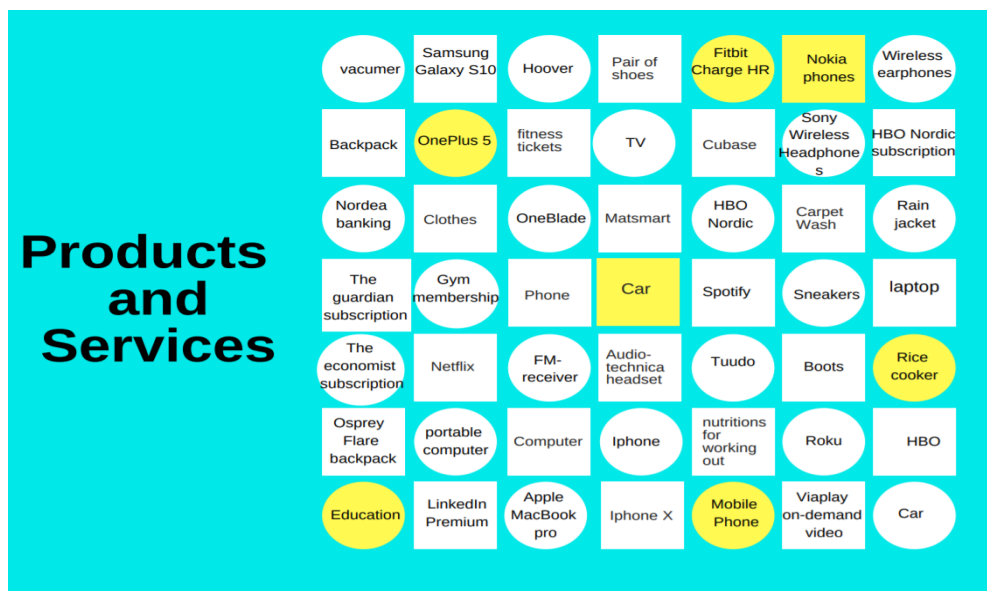 Products
and
Services
vacumer
Samsung
Galaxy S10
Hoover
Pair of
shoes
Fitbit
Charge HR
Nokia
phones
Wireless
earphones
Backpack
OnePlus 5
fitness
tickets
TV
Cubase
Sony
Wireless
Headphone
s
HBO Nordic
subscription
Nordea
banking
Clothes
OneBlade
Matsmart
HBO
Nordic
Carpet
Wash
Rain
jacket
The
guardian
subscription
Gym
membership
Phone
Car
Spotify
Sneakers
laptop
The
economist
subscription
Netflix
FM-
receiver
Audio-
technica
headset
Tuudo
Boots
Rice
cooker
Osprey
Flare
backpack
portable
computer
Computer
Iphone
nutritions
for
working
out
Roku
HBO
Education
LinkedIn
Premium
Apple
MacBook
pro
Iphone X
Mobile
Phone
Viaplay
on-demand
video
Car